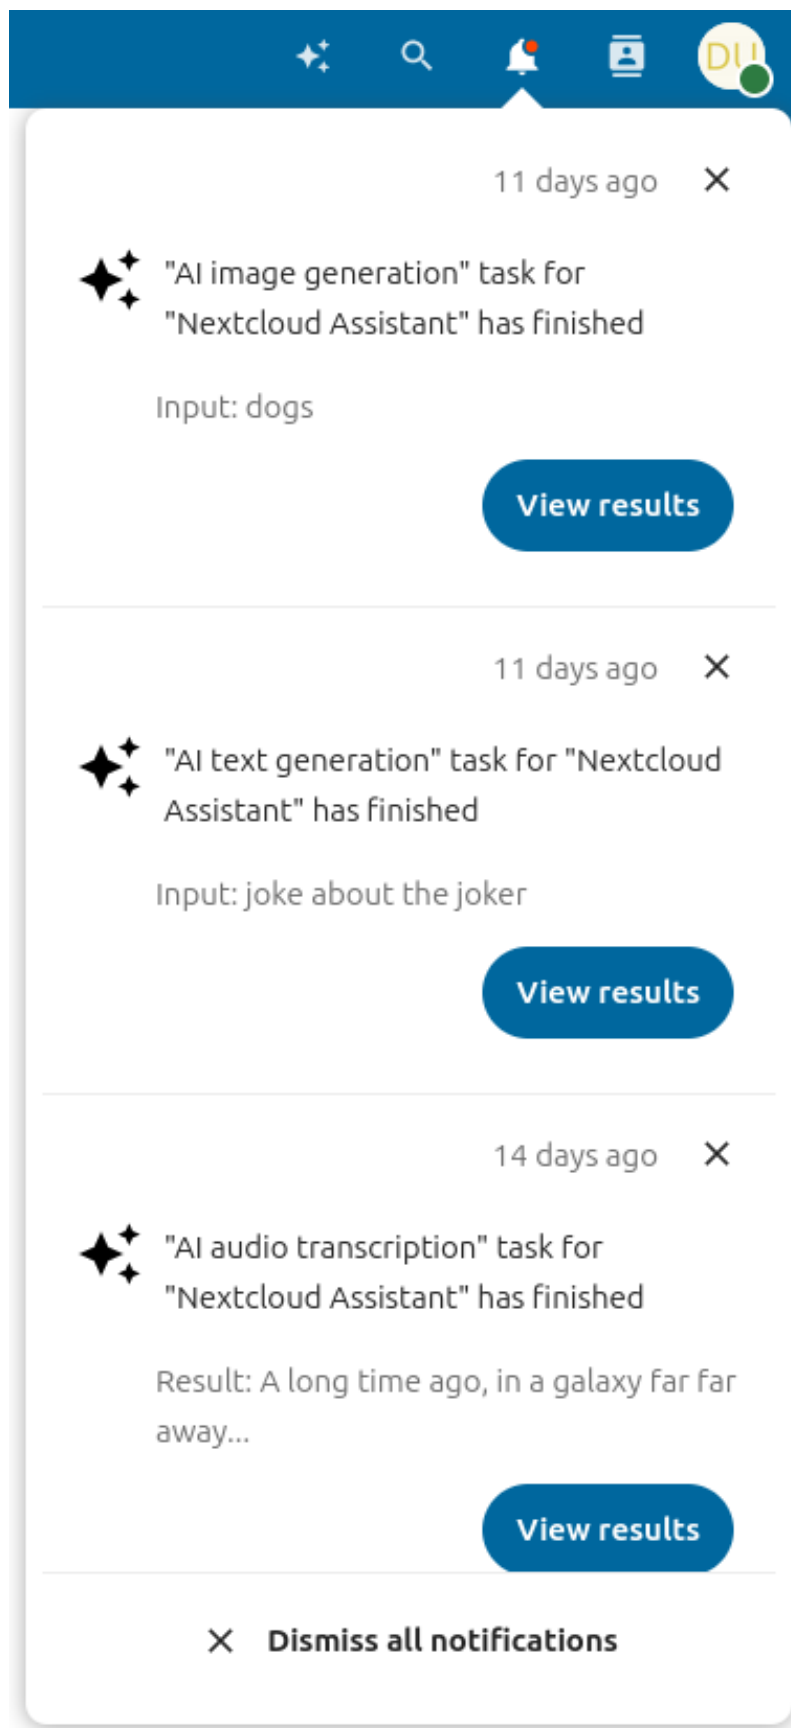 DU
11 days ago
"AI image generation" task for
"Nextcloud Assistant" has finished
Input: dogs
View results
11 days ago
"AI text generation" task for "Nextcloud
Assistant" has finished
Input: joke about the joker
View results
14 days ago
"AI audio transcription" task for
"Nextcloud Assistant" has finished
Result: A long time ago, in a galaxy far far
away...
View results
Dismiss all notifications